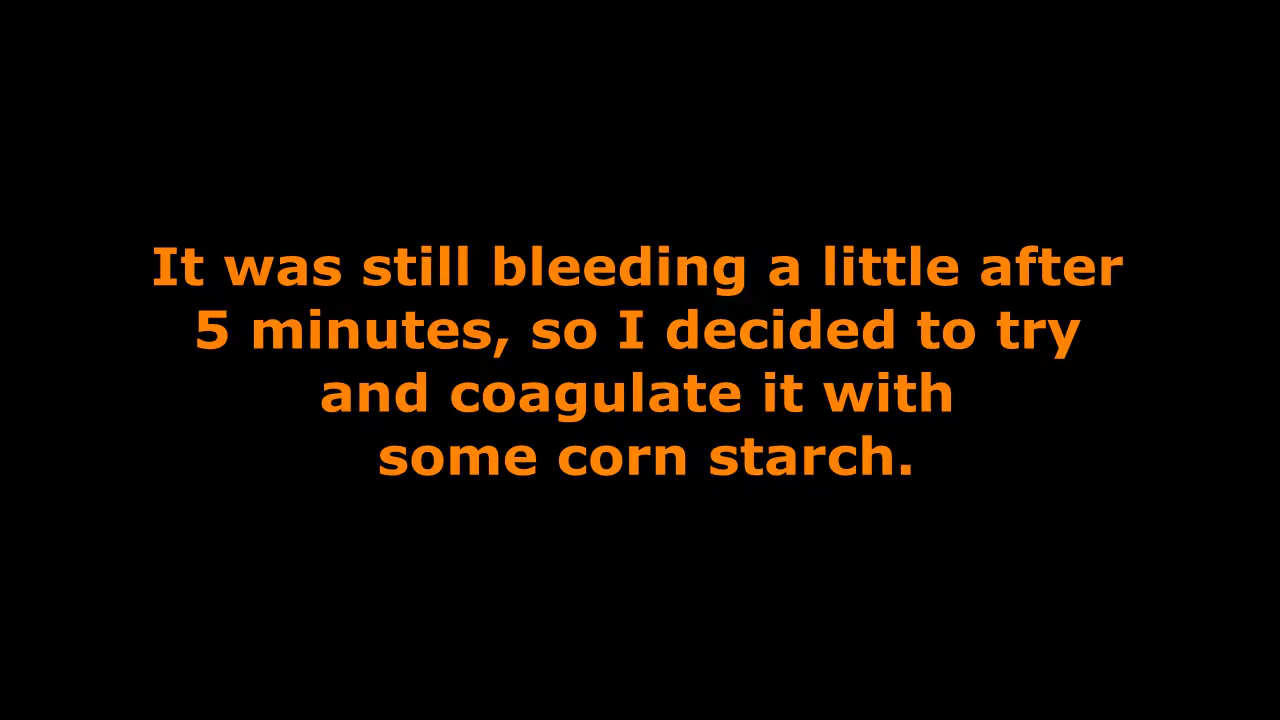 It was still bleeding a little after
5 minutes, so I decided to try
and coagulate it with
some corn starch.